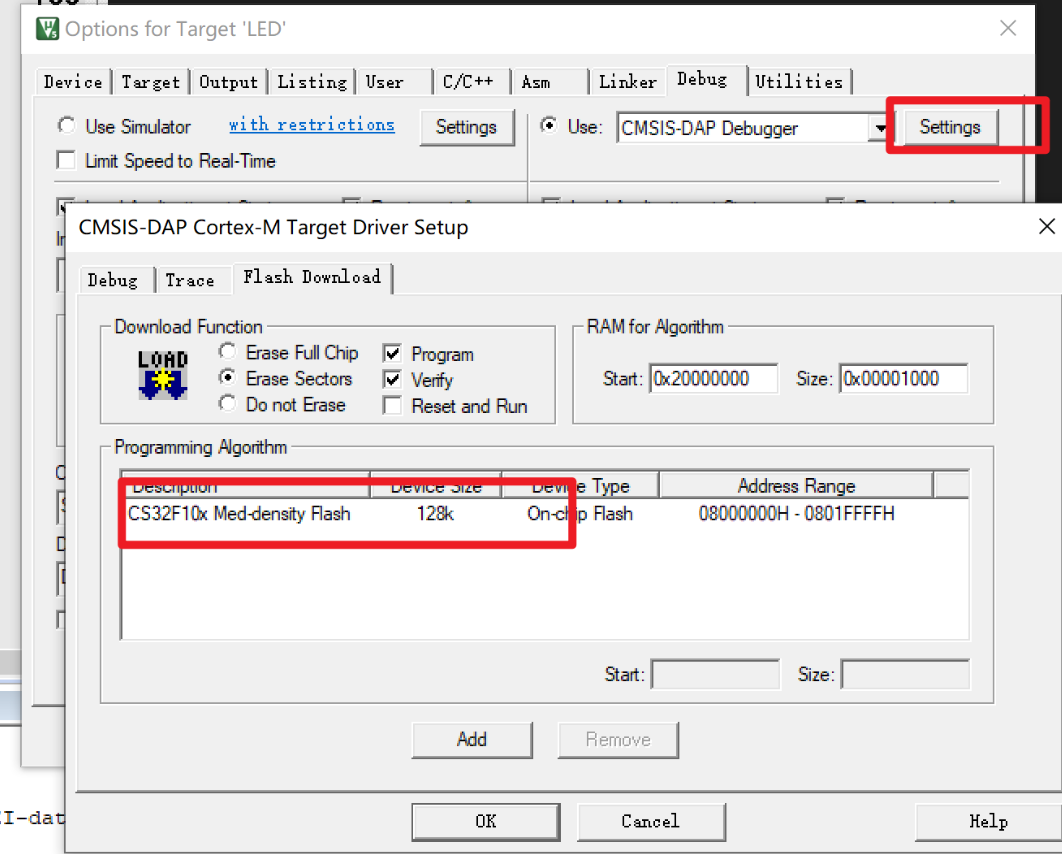 Options for Target 'LED'
Device Target Output Listing User C/C++ Asm Linker Debug Utilities
Use Simulator with restrictions Settings Use: CMSIS-DAP Debugger Settings
Limit Speed to Real-Time
CMSIS-DAP Cortex-M Target Driver Setup
Debug Trace Flash Download
Download Function RAM for Algorithm
LOAD
Erase Full Chip Program
Erase Sectors Verify Start: 0x20000000 Size: 0x00001000
Do not Erase Reset and Run
Programming Algorithm
Description Device Size Device Type Address Range
CS32F10x Med-density Flash 128k On-chip Flash 08000000H - 0801FFFFH
Start: Size:
Add Remove
OK Cancel Help